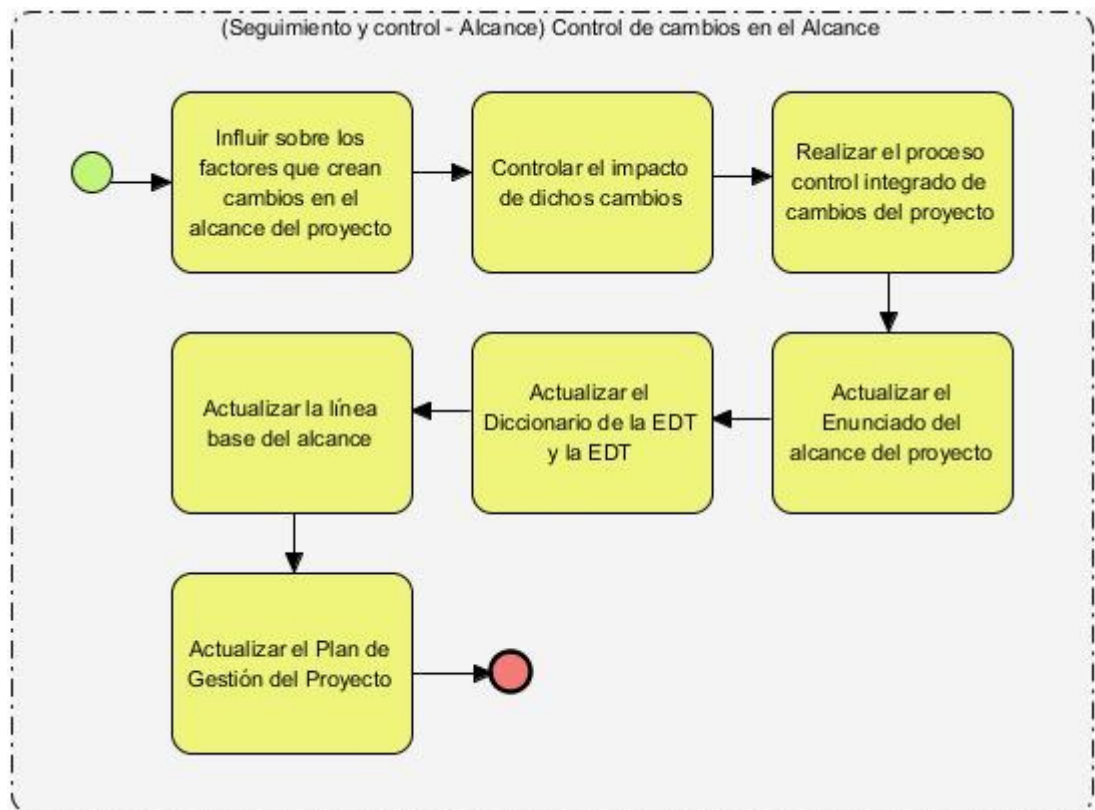 (Seguimiento y control - Alcance) Control de cambios en el Alcance
Influir sobre los
factores que crean
cambios en el
alcance del proyecto
Controlar el impacto
de dichos cambios
Realizar el proceso
control integrado de
cambios del proyecto
Actualizar el
Enunciado del
alcance del proyecto
Actualizar el
Diccionario de la EDT
y la EDT
Actualizar la línea
base del alcance
Actualizar el Plan de
Gestión del Proyecto